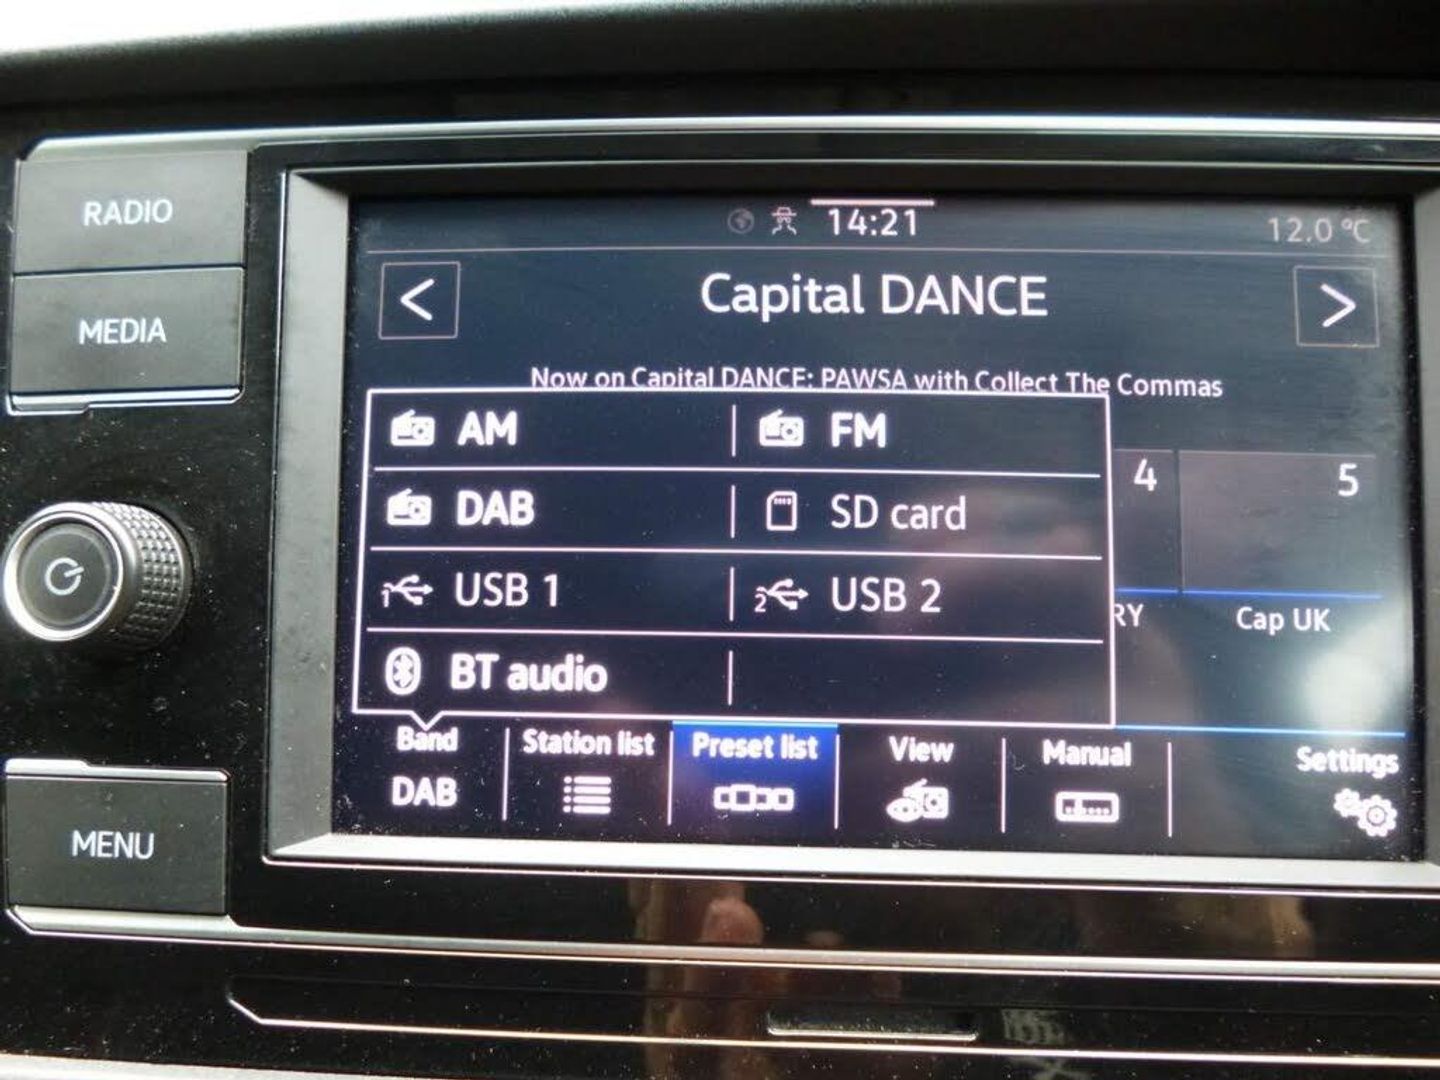 RADIO
MEDIA
MENU
14:21
12.0 °C
Capital DANCE
Now on Capital DANCE: PAWSA with Collect The Commas
AM
FM
DAB
SD card
1 USB 1
2 USB 2
BT audio
4
5
RY
Cap UK
Band
DAB
Station list
Preset list
View
Manual
Settings